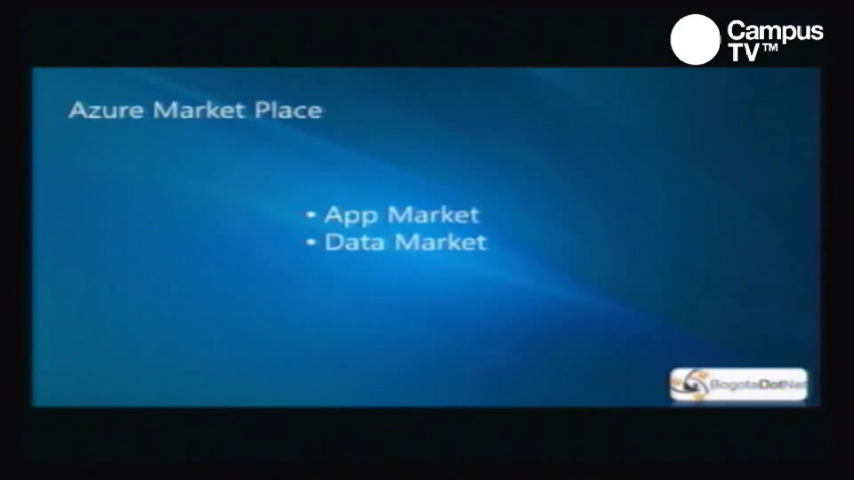 Campus
TV™
Azure Market Place
• App Market
• Data Market
BogotaDotNet